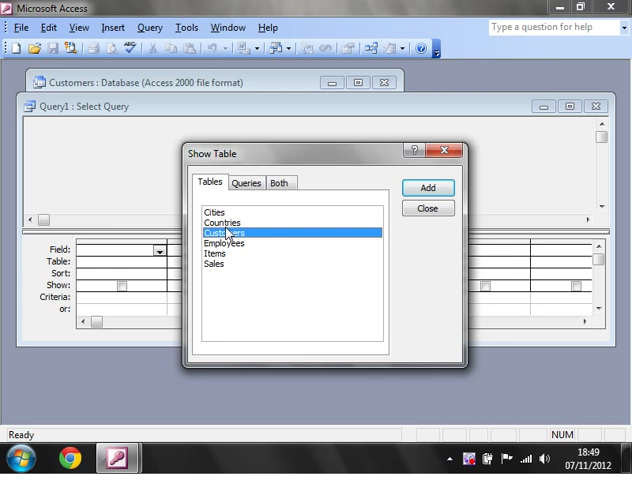 Microsoft Access
File Edit View Insert Query Tools Window Help
Type a question for help
Customers : Database (Access 2000 file format)
Query1 : Select Query
Show Table
Tables Queries Both
Add
Close
Cities
Countries
Customers
Employees
Items
Sales
Field:
Table:
Sort:
Show:
Criteria:
or:
Ready
NUM
18:49
07/11/2012